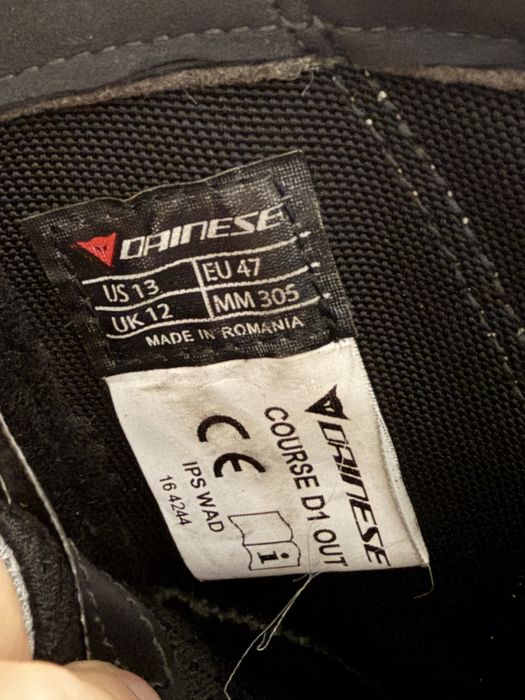 DAINESE
US 13 EU 47
UK 12 MM 305
MADE IN ROMANIA
DAINESE
COURSE D1 OUT
CE
IPS WAD
16 4244
i